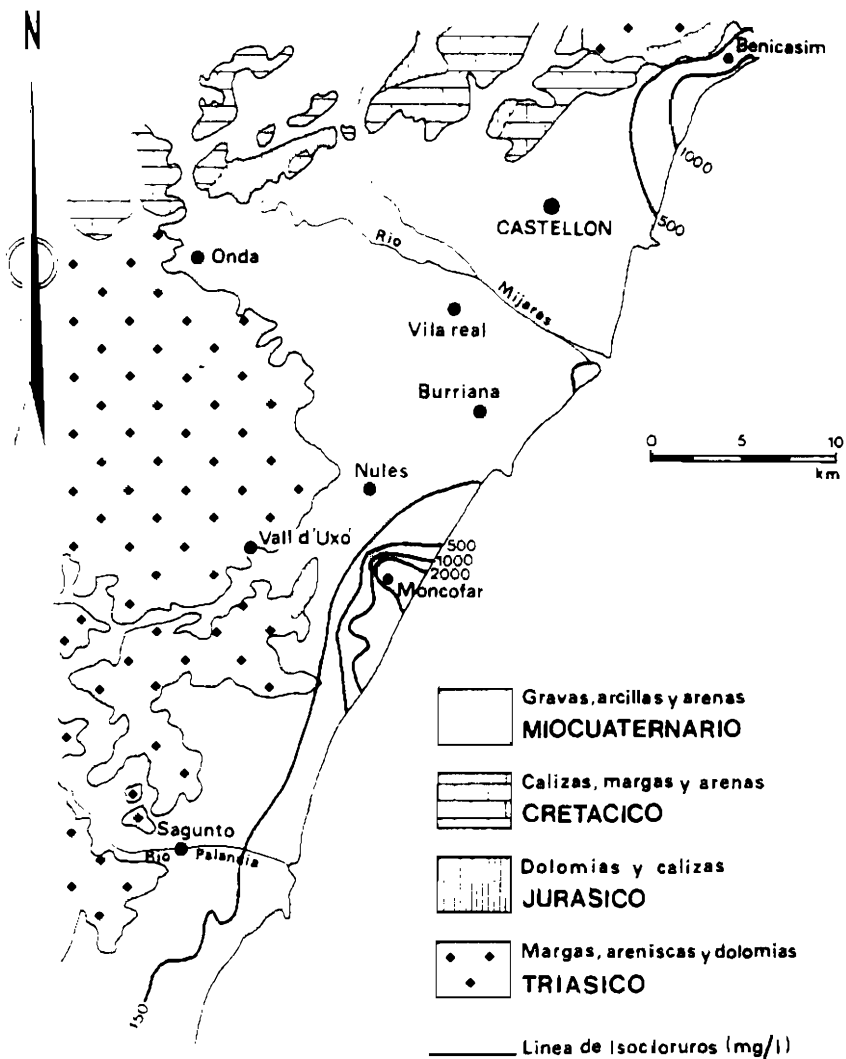 N
Benicasim
1000
500
CASTELLON
Onda
Rio
Mijares
Vila real
Burriana
0 5 10
km
Nules
Vall d'Uxó
500
1000
2000
Moncofar
Gravas, arcillas y arenas
MIOCUATERNARIO
Calizas, margas y arenas
CRETACICO
Sagunto
Rio Palancia
Dolomias y calizas
JURASICO
Margas, areniscas y dolomias
TRIASICO
150
Linea de Isocloruros (mg/l)